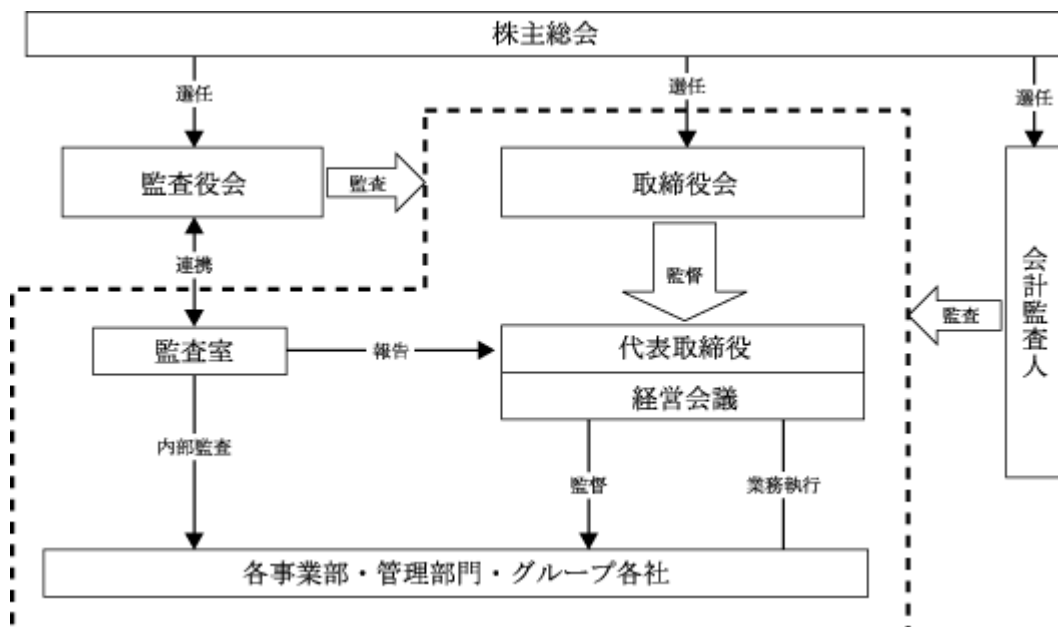 株主総会
選任
選任
選任
監査役会
監査
取締役会
連携
監督
会計監査人
監査
監査室
報告
代表取締役
経営会議
内部監査
監督
業務執行
各事業部・管理部門・グループ各社